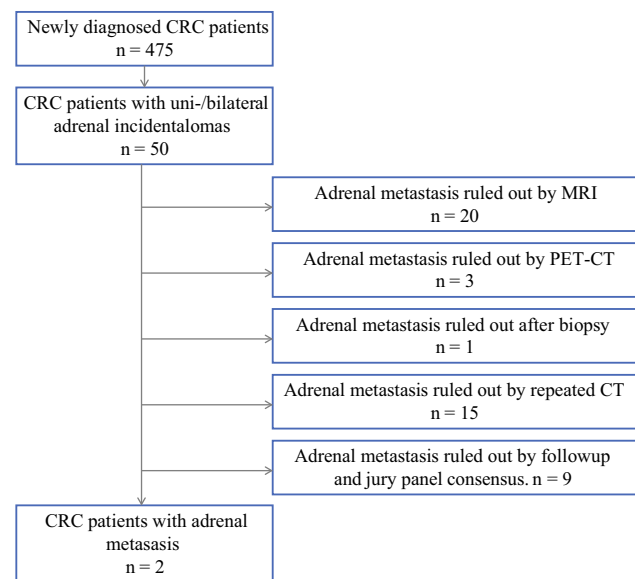 Newly diagnosed CRC patients
n = 475
CRC patients with uni-/bilateral
adrenal incidentalomas
n = 50
Adrenal metastasis ruled out by MRI
n = 20
Adrenal metastasis ruled out by PET-CT
n = 3
Adrenal metastasis ruled out after biopsy
n = 1
Adrenal metastasis ruled out by repeated CT
n = 15
Adrenal metastasis ruled out by followup
and jury panel consensus. n = 9
CRC patients with adrenal
metasasis
n = 2